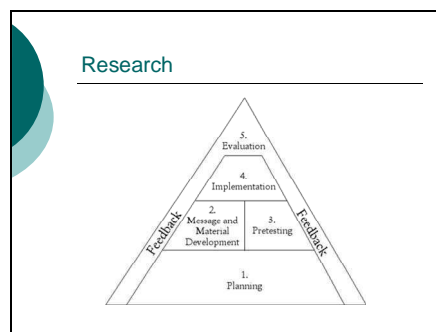 Research
5.
Evaluation
4.
Implementation
2.
Message and
Material
Development
3.
Pretesting
1.
Planning
Feedback
Feedback